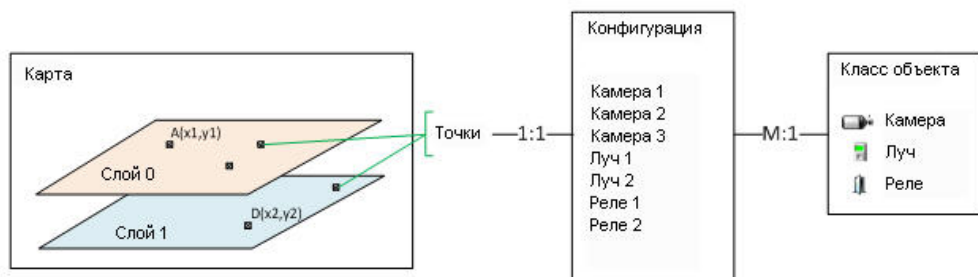 Карта
A(x1,y1)
Слой 0
D(x2,y2)
Слой 1
Точки
1:1
Конфигурация
Камера 1
Камера 2
Камера 3
Луч 1
Луч 2
Реле 1
Реле 2
М:1
Класс объекта
Камера
Луч
Реле